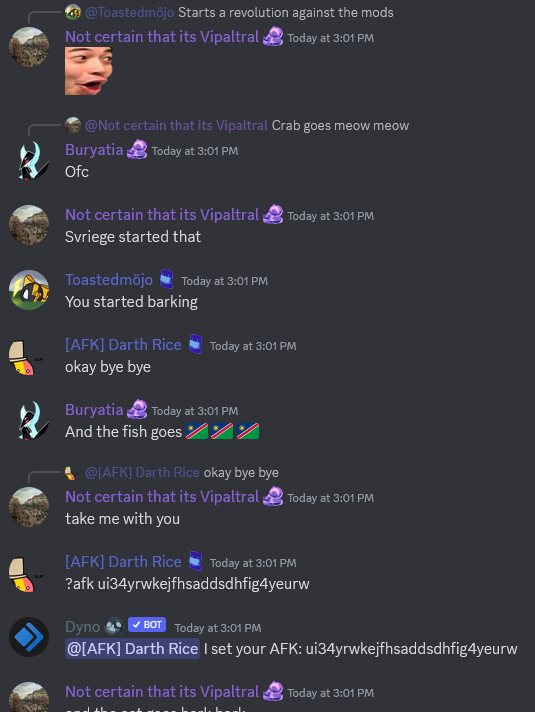 @Toastedmöjo Starts a revolution against the mods
Not certain that its Vipaltral Today at 3:01 PM
@Not certain that its Vipaltral Crab goes meow meow
Buryatia Today at 3:01 PM
Ofc
Not certain that its Vipaltral Today at 3:01 PM
Svriege started that
Toastedmöjo Today at 3:01 PM
You started barking
[AFK] Darth Rice Today at 3:01 PM
okay bye bye
Buryatia Today at 3:01 PM
And the fish goes 🇳🇦 🇳🇦 🇳🇦
@[AFK] Darth Rice okay bye bye
Not certain that its Vipaltral Today at 3:01 PM
take me with you
[AFK] Darth Rice Today at 3:01 PM
?afk ui34yrwkejfhsaddsdhfig4yeurw
Dyno ✓ BOT Today at 3:01 PM
@[AFK] Darth Rice I set your AFK: ui34yrwkejfhsaddsdhfig4yeurw
Not certain that its Vipaltral Today at 3:01 PM
and the cat goes bark bark